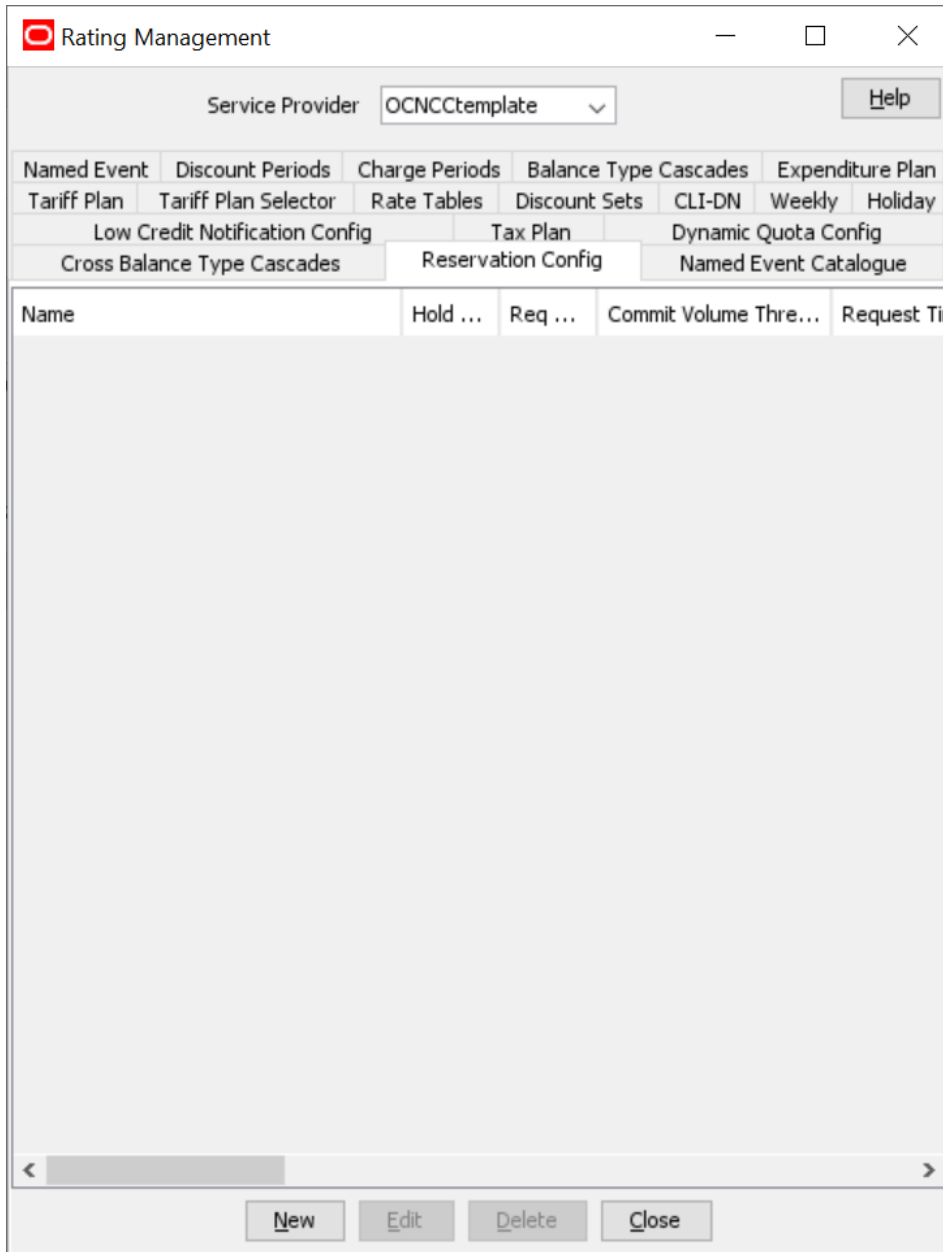 Rating Management
Service Provider OCNCCtemplate Help
Named Event Discount Periods Charge Periods Balance Type Cascades Expenditure Plan
Tariff Plan Tariff Plan Selector Rate Tables Discount Sets CLI-DN Weekly Holiday
Low Credit Notification Config Tax Plan Dynamic Quota Config
Cross Balance Type Cascades Reservation Config Named Event Catalogue
Name Hold ... Req ... Commit Volume Thre... Request Ti
New Edit Delete Close